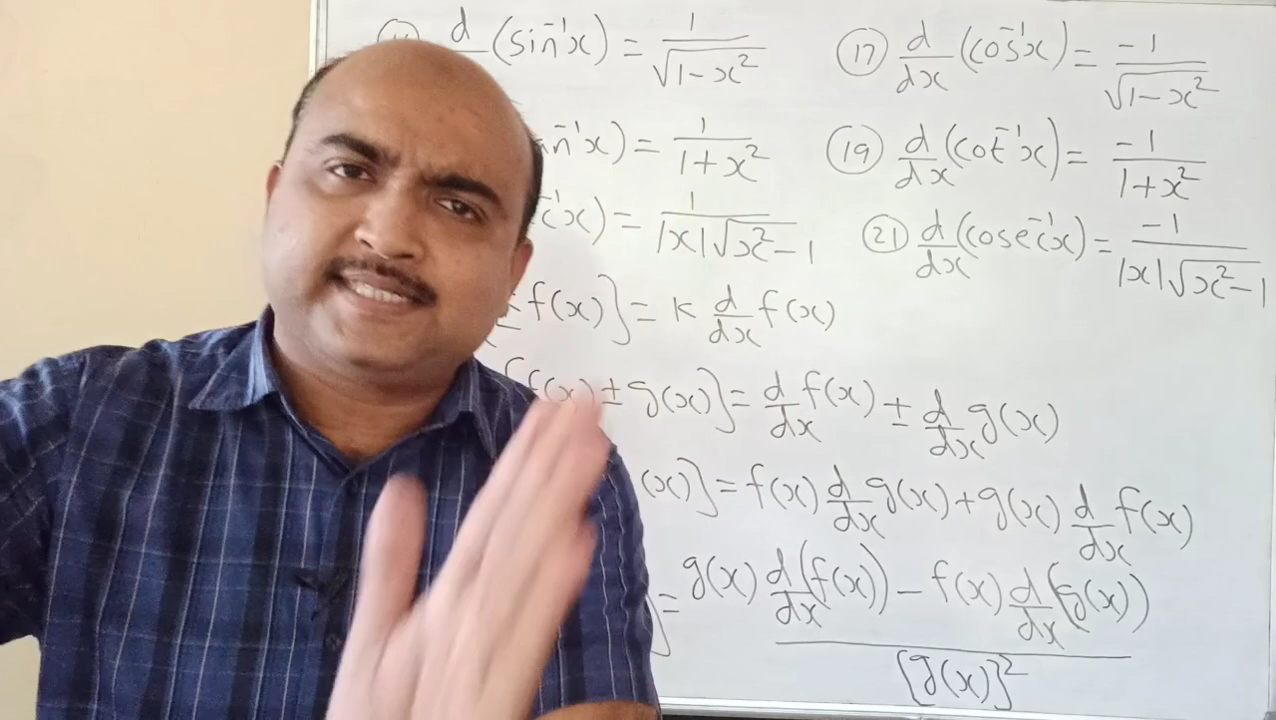 d/ (sin⁻¹x) = 1/√(1-x²) (17) d/dx (cos⁻¹x) = -1/√(1-x²)
n⁻¹x) = 1/(1+x²) (19) d/dx (cot⁻¹x) = -1/(1+x²)
c⁻¹x) = 1/(|x|√(x²-1)) (21) d/dx (cosec⁻¹x) = -1/(|x|√(x²-1))
f(x)} = K d/dx f(x)
{f(x) ± g(x)} = d/dx f(x) ± d/dx g(x)
(x)} = f(x) d/dx g(x) + g(x) d/dx f(x)
} = (g(x) d/dx (f(x)) - f(x) d/dx (g(x)))/[g(x)]²